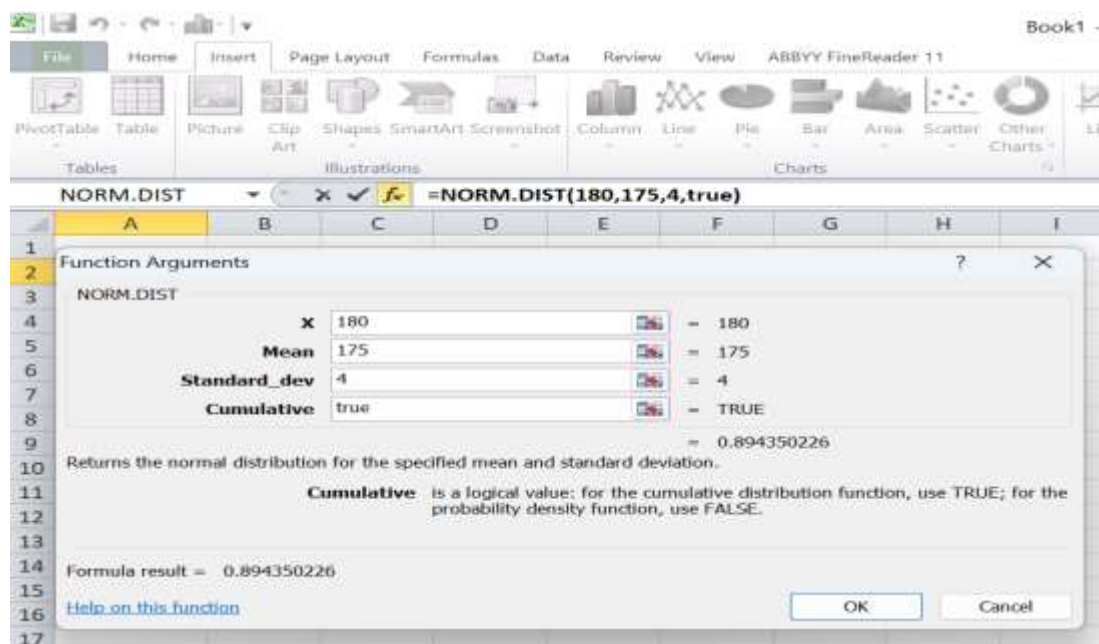 Book1 -
File Home Insert Page Layout Formulas Data Review View ABBYY FineReader 11
PivotTable Table Picture Clip Art Shapes SmartArt Screenshot Column Line Pie Bar Area Scatter Other Charts Li
Tables Illustrations Charts
NORM.DIST fx =NORM.DIST(180,175,4,true)
A B C D E F G H I
1
2 Function Arguments ? 
3 NORM.DIST
4 X 180 = 180
5 Mean 175 = 175
6
7 Standard_dev 4 = 4
8 Cumulative true = TRUE
9 = 0.894350226
10 Returns the normal distribution for the specified mean and standard deviation.
11 Cumulative is a logical value: for the cumulative distribution function, use TRUE; for the
12 probability density function, use FALSE.
13
14 Formula result = 0.894350226
15
16 Help on this function OK Cancel
17